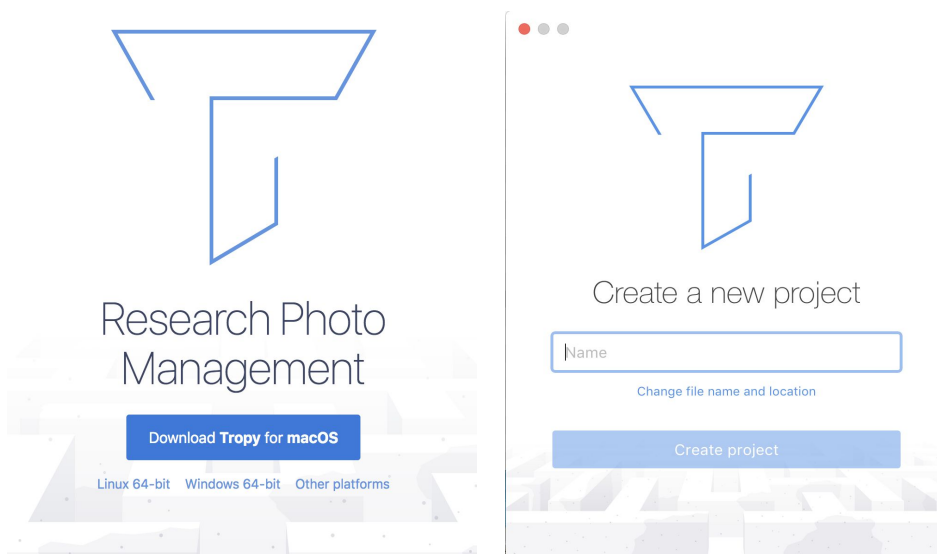 Research Photo
Management
Download Tropy for macOS
Linux 64-bit Windows 64-bit Other platforms
Create a new project
Name
Change file name and location
Create project